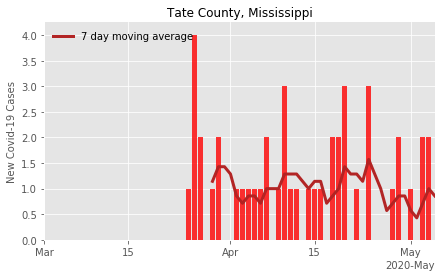 Tate County, Mississippi
7 day moving average
New Covid-19 Cases
4.0
3.5
3.0
2.5
2.0
1.5
1.0
0.5
0.0
Mar
15
Apr
15
May
2020-May